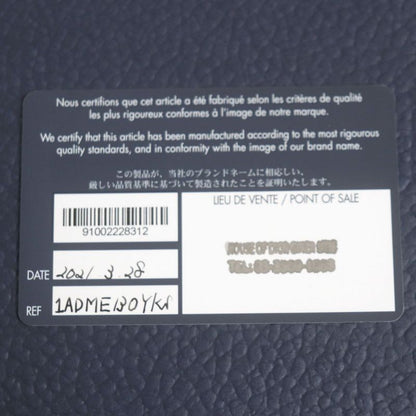 Nous certifions que cet article a été fabriqué selon les critères de qualité
les plus rigoureux conformes à l'image de notre marque.
We certify that this article has been manufactured according to the most rigourous
quality standards, and in conformity with the image of our brand name.
この製品が、当社のブランドネームに相応しい、
厳しい品質基準に基づいて製造されたことを証明いたします。
LIEU DE VENTE / POINT OF SALE
91002228312
HOUSE OF DIOR
TEL:
DATE 2021 3.28
REF